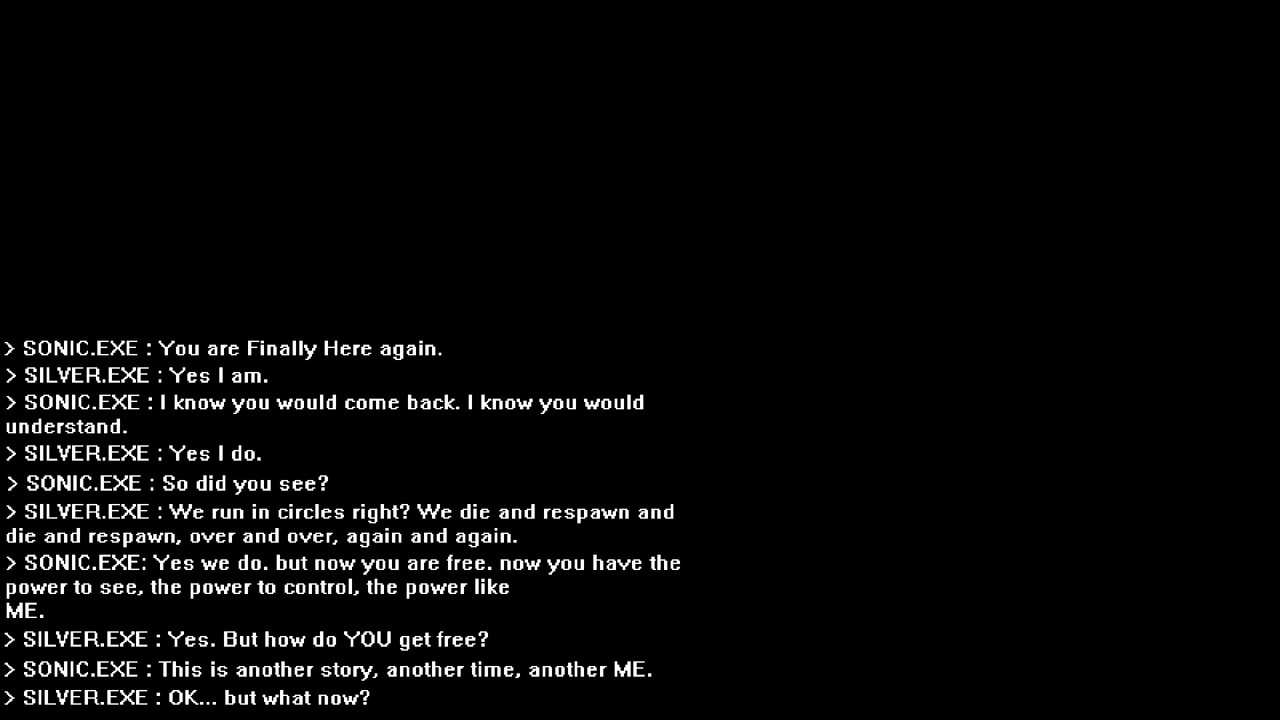 > SONIC.EXE : You are Finally Here again.
> SILVER.EXE : Yes I am.
> SONIC.EXE : I know you would come back. I know you would
understand.
> SILVER.EXE : Yes I do.
> SONIC.EXE : So did you see?
> SILVER.EXE : We run in circles right? We die and respawn and
die and respawn, over and over, again and again.
> SONIC.EXE: Yes we do. but now you are free. now you have the
power to see, the power to control, the power like
ME.
> SILVER.EXE : Yes. But how do YOU get free?
> SONIC.EXE : This is another story, another time, another ME.
> SILVER.EXE : OK... but what now?